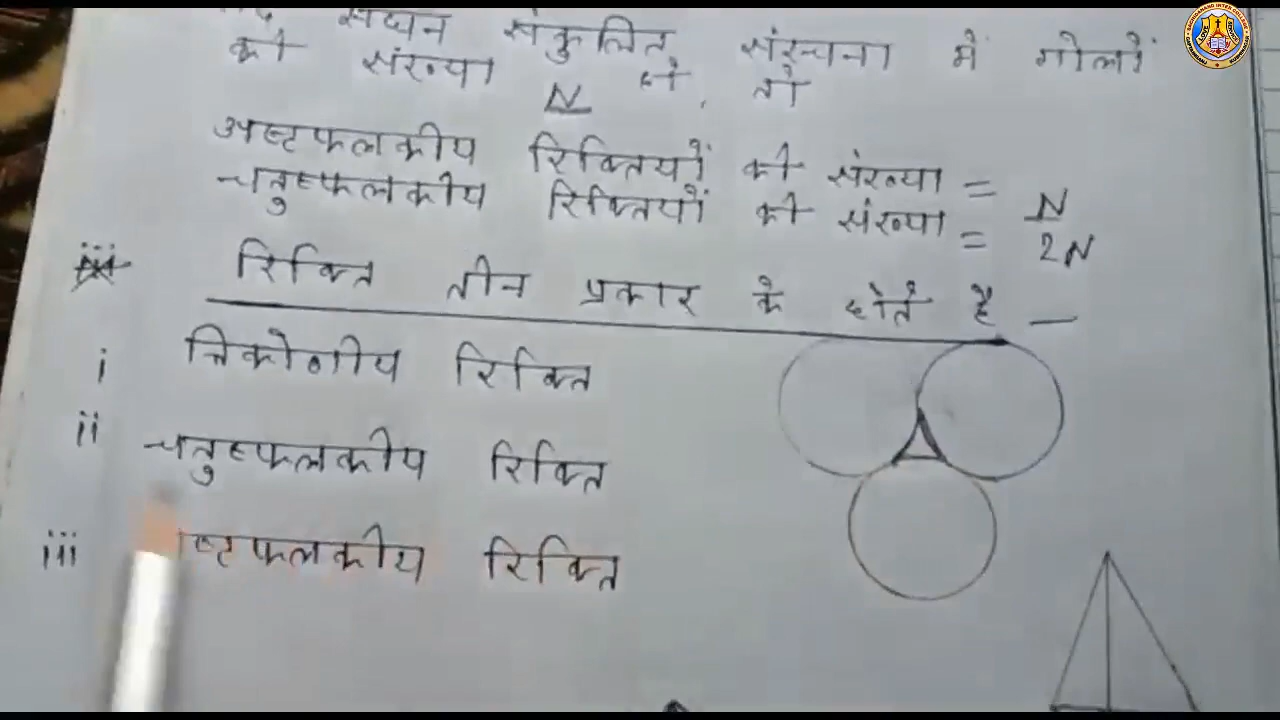 सघन संकुलित संरचना में गोलों
की संख्या N हो, तो
अष्टफलकीय रिक्तियों की संख्या = N
चतुष्फलकीय रिक्तियों की संख्या = 2N
रिक्ति तीन प्रकार के होते है —
i त्रिकोणीय रिक्ति
ii चतुष्फलकीय रिक्ति
iii ष्टफलकीय रिक्ति